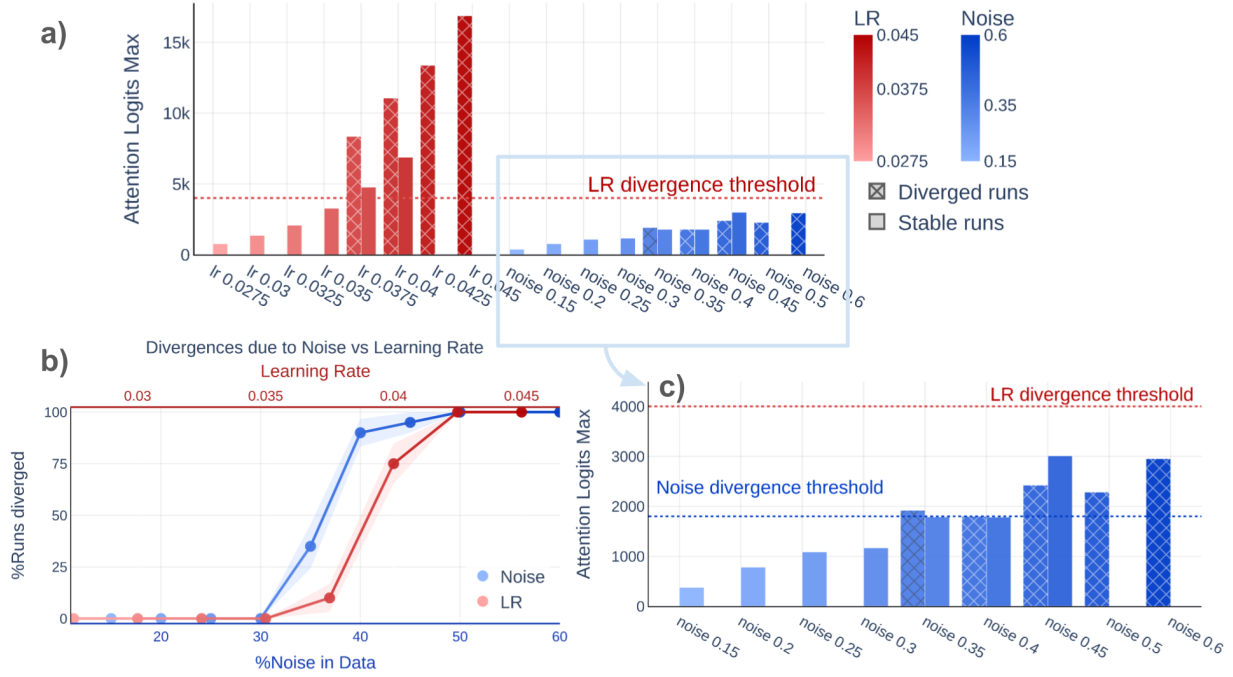 a)
Attention Logits Max
15k
10k
5k
0
LR divergence threshold
lr 0.0275
lr 0.03
lr 0.0325
lr 0.035
lr 0.0375
lr 0.04
lr 0.0425
lr 0.045
noise 0.15
noise 0.2
noise 0.25
noise 0.3
noise 0.35
noise 0.4
noise 0.45
noise 0.5
noise 0.6
LR
0.045
0.0375
0.0275
Noise
0.6
0.35
0.15
Diverged runs
Stable runs
b)
Divergences due to Noise vs Learning Rate
Learning Rate
0.03
0.035
0.04
0.045
%Runs diverged
100
75
50
25
0
Noise
LR
20
30
40
50
60
%Noise in Data
c)
Attention Logits Max
4000
3000
2000
1000
0
LR divergence threshold
Noise divergence threshold
noise 0.15
noise 0.2
noise 0.25
noise 0.3
noise 0.35
noise 0.4
noise 0.45
noise 0.5
noise 0.6